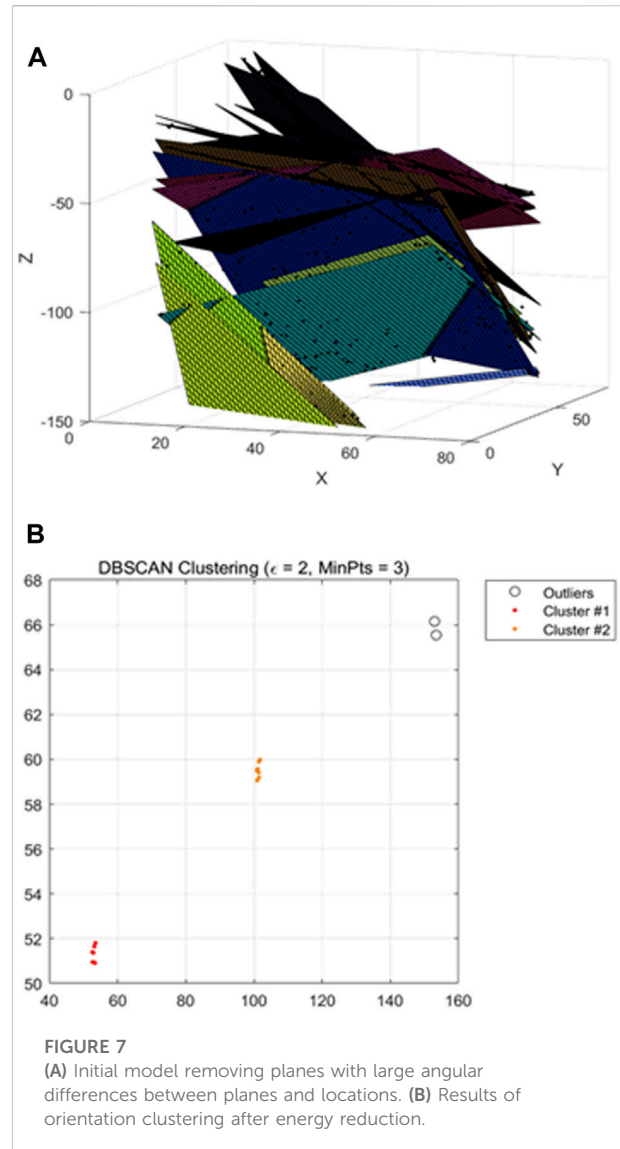 A
0
-50
Z
-100
-150
0
20
40
60
80
X
0
50
Y
B
DBSCAN Clustering (ϵ = 2, MinPts = 3)
68
66
64
62
60
58
56
54
52
50
40
60
80
100
120
140
160
Outliers
Cluster #1
Cluster #2
FIGURE 7
(A) Initial model removing planes with large angular
differences between planes and locations. (B) Results of
orientation clustering after energy reduction.